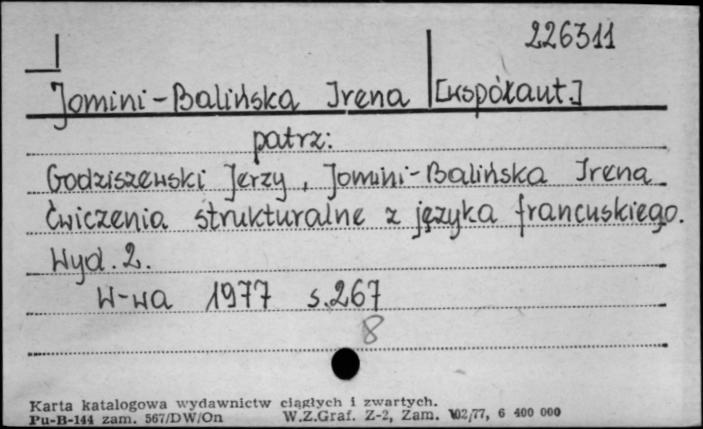 226311
Jomini-Balińska Irena [współaut.]
patrz:
Godziszewski Jerzy, Jomini-Balińska Irena
Ćwiczenia strukturalne z języka francuskiego.
Wyd. 2.
W-wa 1977 s. 267
8
Karta katalogowa wydawnictw ciągłych i zwartych.
Pu-B-144 zam. 567/DW/On W.Z.Graf. Z-2, Zam. 102/77, 6 400 000